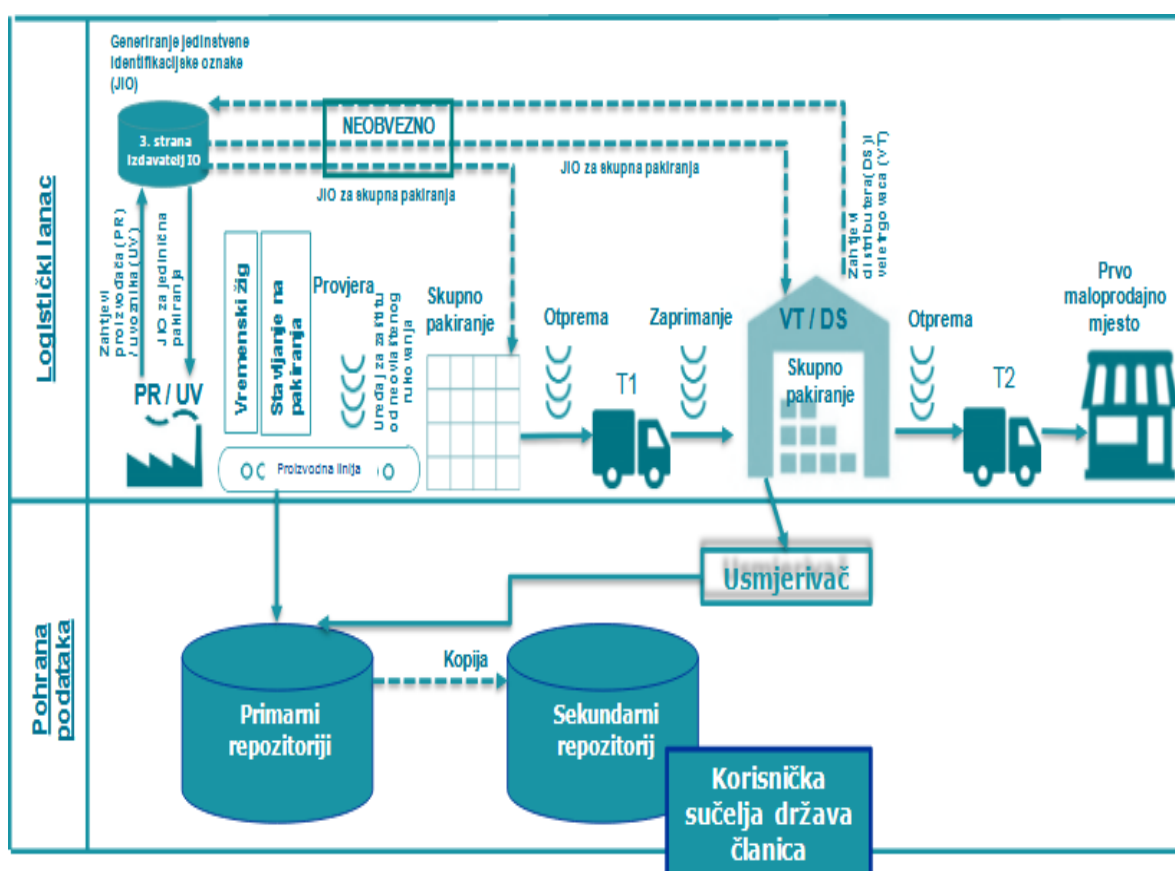 Logistički lanac
Generiranje jedinstvene
identifikacijske oznake
(JIO)
3. strana
Izdavatelj IO
NEOBVEZNO
JIO za skupna pakiranja
JIO za skupna pakiranja
Zahtjevi
proizvođača (PR)
/ uvoznika (UV)
JIO za jedinična
pakiranja
Zahtjevi
distributera (DS) i
veletrgovaca (VT)
PR / UV
Vremenski žig
Stavljanje na
pakiranja
Provjera
Uređaj za zaštitu
od neovlaštenog
rukovanja
Proizvodna linija
Skupno
pakiranje
Otprema
T1
Zaprimanje
VT / DS
Skupno
pakiranje
Otprema
T2
Prvo
maloprodajno
mjesto
Pohrana
podataka
Usmjerivač
Primarni
repozitoriji
Kopija
Sekundarni
repozitorij
Korisnička
sučelja država
članica